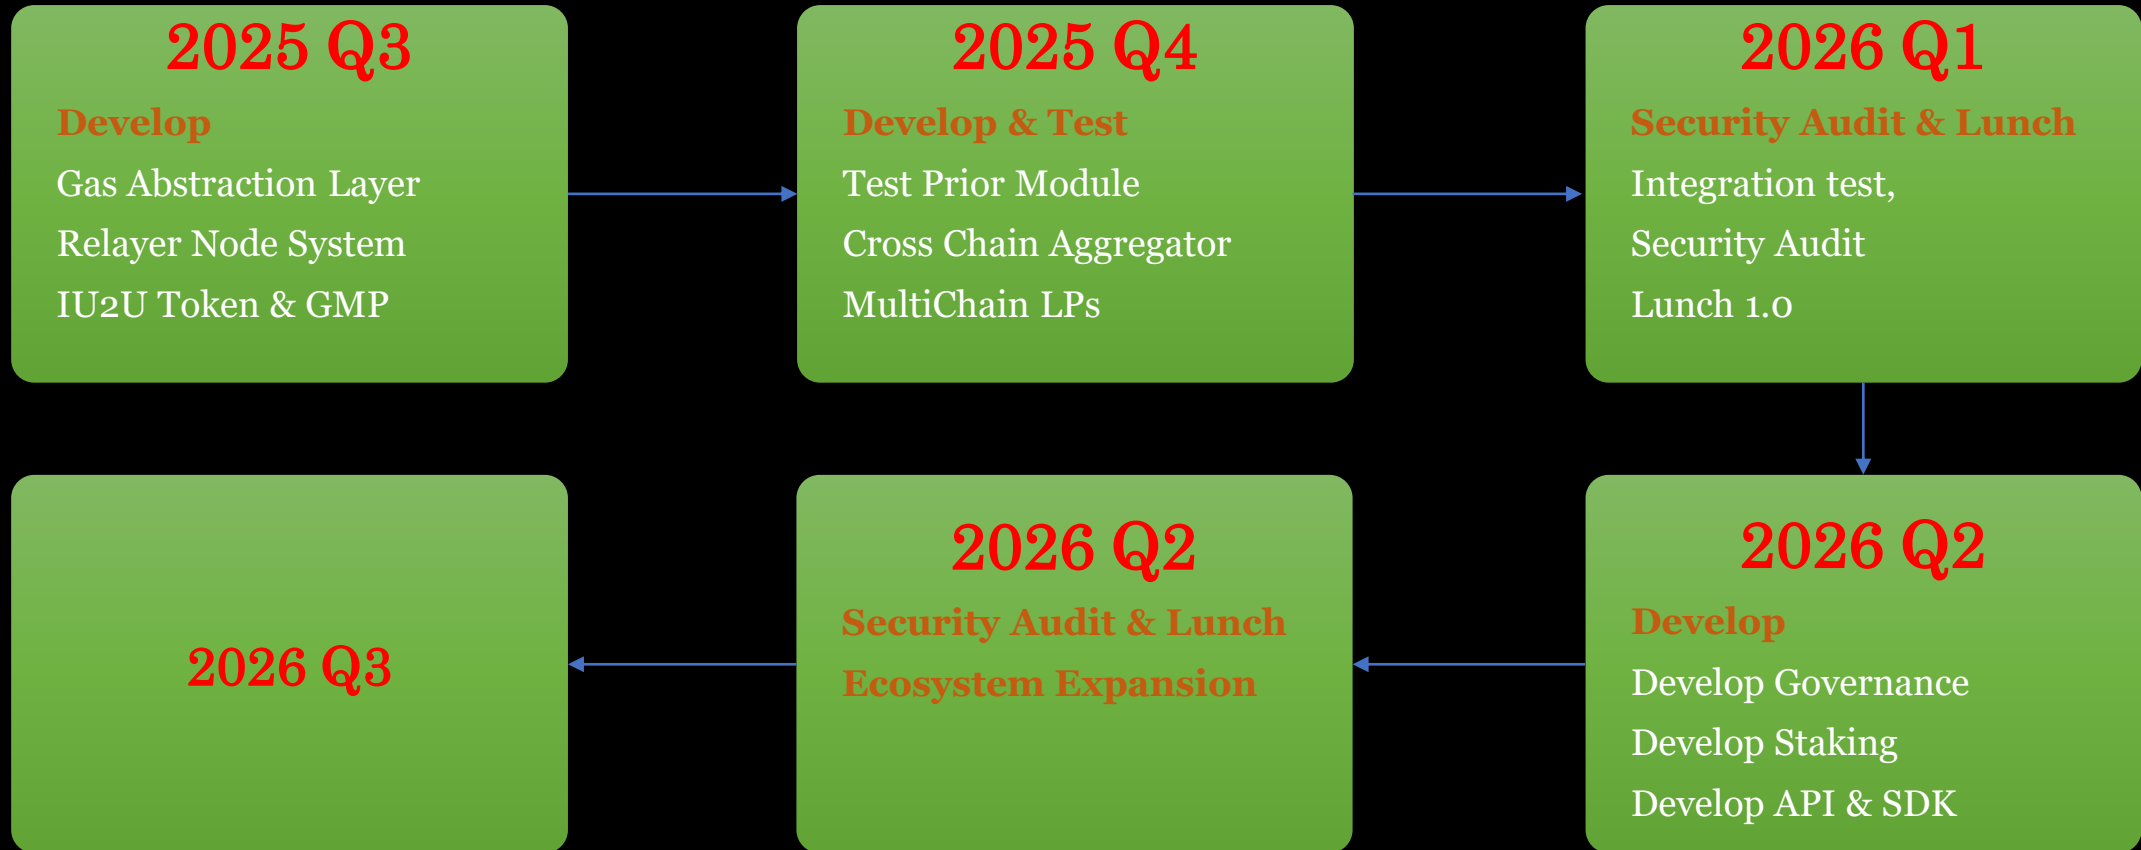 2025 Q3
Develop
Gas Abstraction Layer
Relayer Node System
IU2U Token & GMP
2025 Q4
Develop & Test
Test Prior Module
Cross Chain Aggregator
MultiChain LPs
2026 Q1
Security Audit & Lunch
Integration test,
Security Audit
Lunch 1.0
2026 Q2
Develop
Develop Governance
Develop Staking
Develop API & SDK
2026 Q2
Security Audit & Lunch
Ecosystem Expansion
2026 Q3